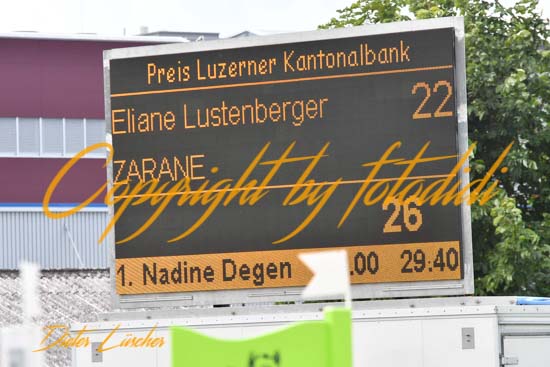 Preis Luzerner Kantonalbank
Eliane Lustenberger 22
ZARANE
Copyright by fotodidi
26
1. Nadine Degen .00 29:40
Dieter Lüscher